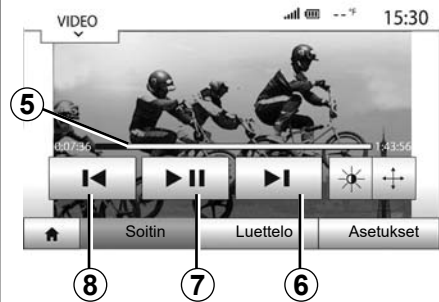 VIDEO
--°F
15:30
5
0:07:36
1:43:56
Soitin
Luettelo
Asetukset
8
7
6